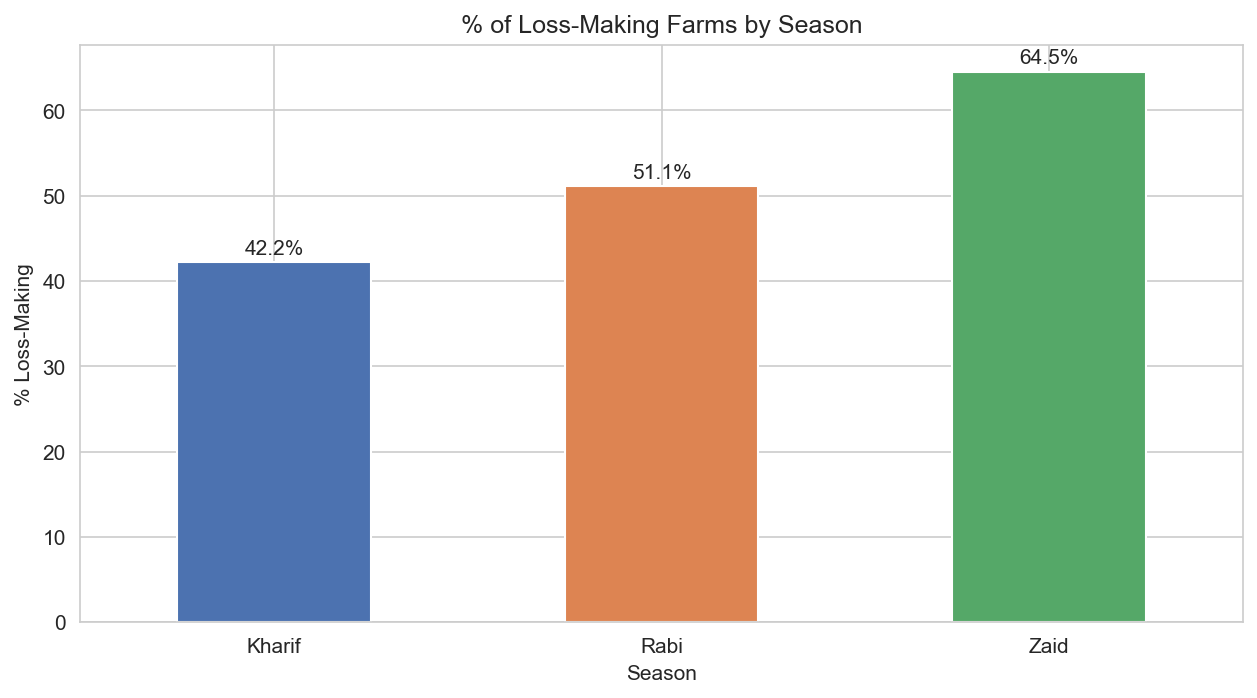 % of Loss-Making Farms by Season
% Loss-Making
60
50
40
30
20
10
0
42.2%
51.1%
64.5%
Kharif
Rabi
Zaid
Season